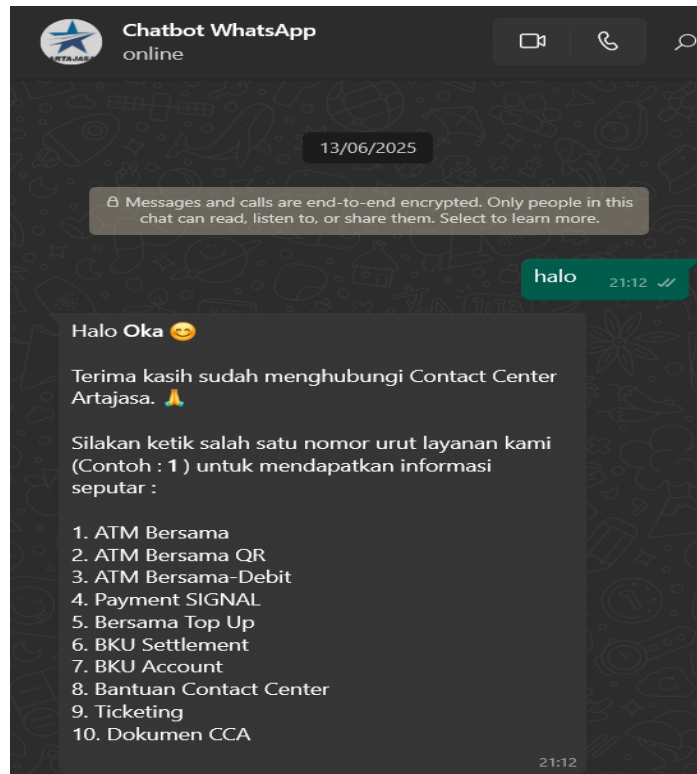 Chatbot WhatsApp
online
ARTAJASA
13/06/2025
Messages and calls are end-to-end encrypted. Only people in this
chat can read, listen to, or share them. Select to learn more.
halo
21:12
Halo Oka 😊
Terima kasih sudah menghubungi Contact Center
Artajasa. 🙏
Silakan ketik salah satu nomor urut layanan kami
(Contoh : 1 ) untuk mendapatkan informasi
seputar :
1. ATM Bersama
2. ATM Bersama QR
3. ATM Bersama-Debit
4. Payment SIGNAL
5. Bersama Top Up
6. BKU Settlement
7. BKU Account
8. Bantuan Contact Center
9. Ticketing
10. Dokumen CCA
21:12